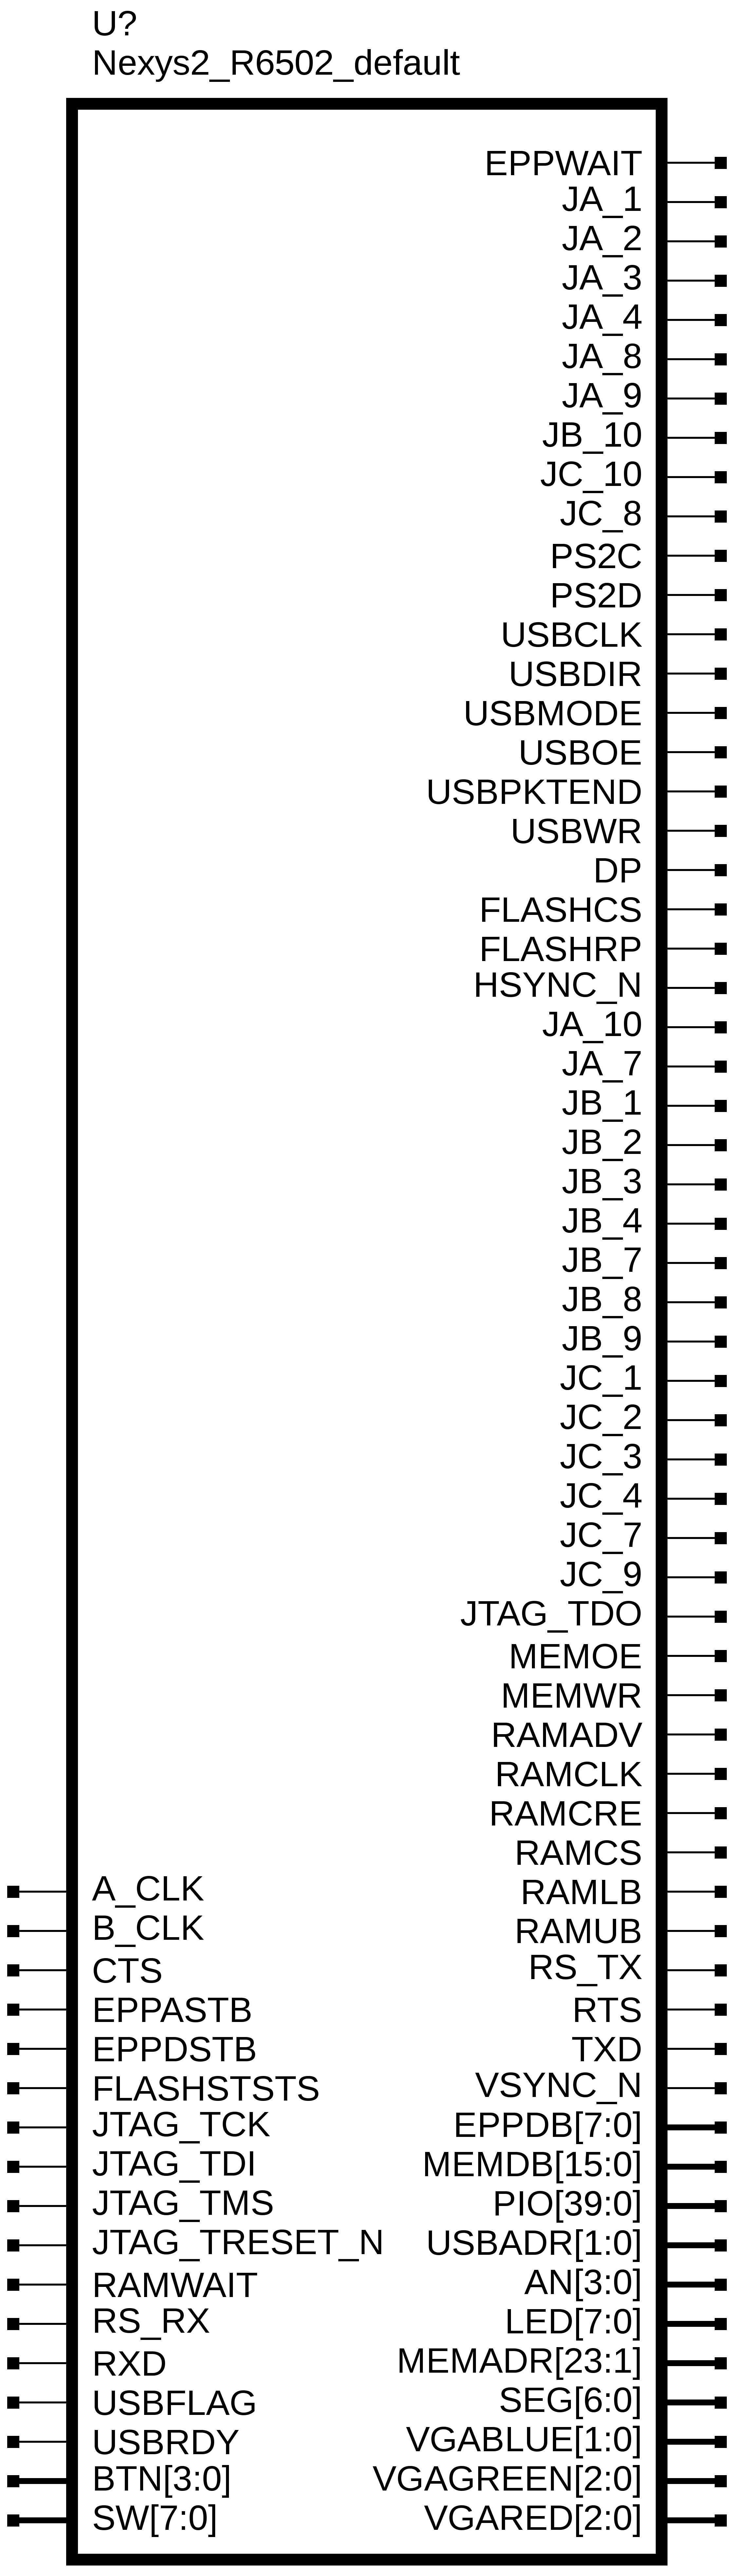 U?
Nexys2_R6502_default
EPPWAIT
JA_1
JA_2
JA_3
JA_4
JA_8
JA_9
JB_10
JC_10
JC_8
PS2C
PS2D
USBCLK
USBDIR
USBMODE
USBOE
USBPKTEND
USBWR
DP
FLASHCS
FLASHRP
HSYNC_N
JA_10
JA_7
JB_1
JB_2
JB_3
JB_4
JB_7
JB_8
JB_9
JC_1
JC_2
JC_3
JC_4
JC_7
JC_9
JTAG_TDO
MEMOE
MEMWR
RAMADV
RAMCLK
RAMCRE
RAMCS
A_CLK RAMLB
B_CLK RAMUB
CTS RS_TX
EPPASTB RTS
EPPDSTB TXD
FLASHSTSTS VSYNC_N
JTAG_TCK EPPDB[7:0]
JTAG_TDI MEMDB[15:0]
JTAG_TMS PIO[39:0]
JTAG_TRESET_N USBADR[1:0]
RAMWAIT AN[3:0]
RS_RX LED[7:0]
RXD MEMADR[23:1]
USBFLAG SEG[6:0]
USBRDY VGABLUE[1:0]
BTN[3:0] VGAGREEN[2:0]
SW[7:0] VGARED[2:0]